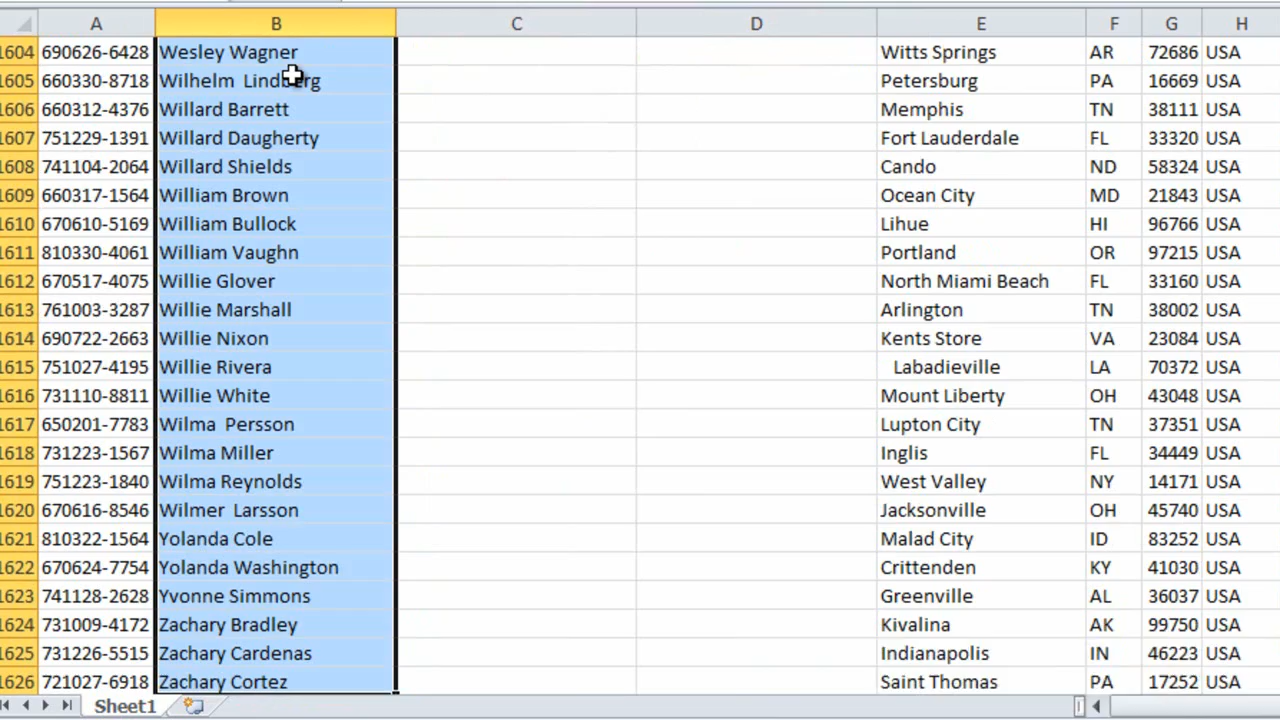 A B C D E F G H
1604 690626-6428 Wesley Wagner Witts Springs AR 72686 USA
1605 660330-8718 Wilhelm  Lindberg Petersburg PA 16669 USA
1606 660312-4376 Willard Barrett Memphis TN 38111 USA
1607 751229-1391 Willard Daugherty Fort Lauderdale FL 33320 USA
1608 741104-2064 Willard Shields Cando ND 58324 USA
1609 660317-1564 William Brown Ocean City MD 21843 USA
1610 670610-5169 William Bullock Lihue HI 96766 USA
1611 810330-4061 William Vaughn Portland OR 97215 USA
1612 670517-4075 Willie Glover North Miami Beach FL 33160 USA
1613 761003-3287 Willie Marshall Arlington TN 38002 USA
1614 690722-2663 Willie Nixon Kents Store VA 23084 USA
1615 751027-4195 Willie Rivera Labadieville LA 70372 USA
1616 731110-8811 Willie White Mount Liberty OH 43048 USA
1617 650201-7783 Wilma  Persson Lupton City TN 37351 USA
1618 731223-1567 Wilma Miller Inglis FL 34449 USA
1619 751223-1840 Wilma Reynolds West Valley NY 14171 USA
1620 670616-8546 Wilmer  Larsson Jacksonville OH 45740 USA
1621 810322-1564 Yolanda Cole Malad City ID 83252 USA
1622 670624-7754 Yolanda Washington Crittenden KY 41030 USA
1623 741128-2628 Yvonne Simmons Greenville AL 36037 USA
1624 731009-4172 Zachary Bradley Kivalina AK 99750 USA
1625 731226-5515 Zachary Cardenas Indianapolis IN 46223 USA
1626 721027-6918 Zachary Cortez Saint Thomas PA 17252 USA
Sheet1